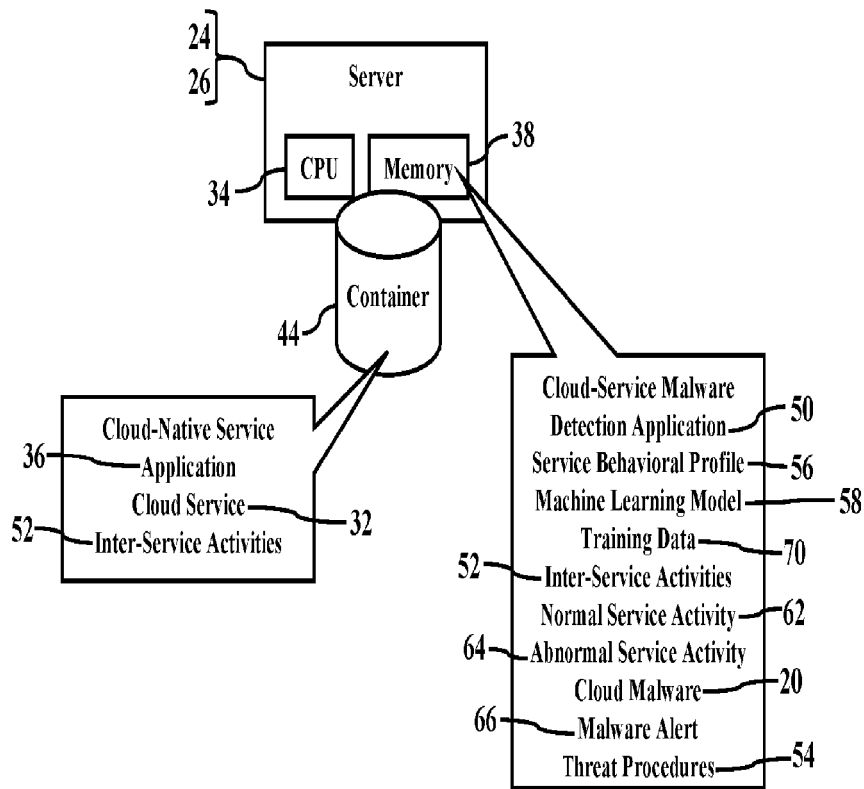 24
26
Server
CPU
Memory
34
38
Container
44
Cloud-Native Service
36
Application
Cloud Service
32
52
Inter-Service Activities
Cloud-Service Malware
Detection Application
50
Service Behavioral Profile
56
Machine Learning Model
58
Training Data
70
52
Inter-Service Activities
Normal Service Activity
62
64
Abnormal Service Activity
Cloud Malware
20
66
Malware Alert
Threat Procedures
54